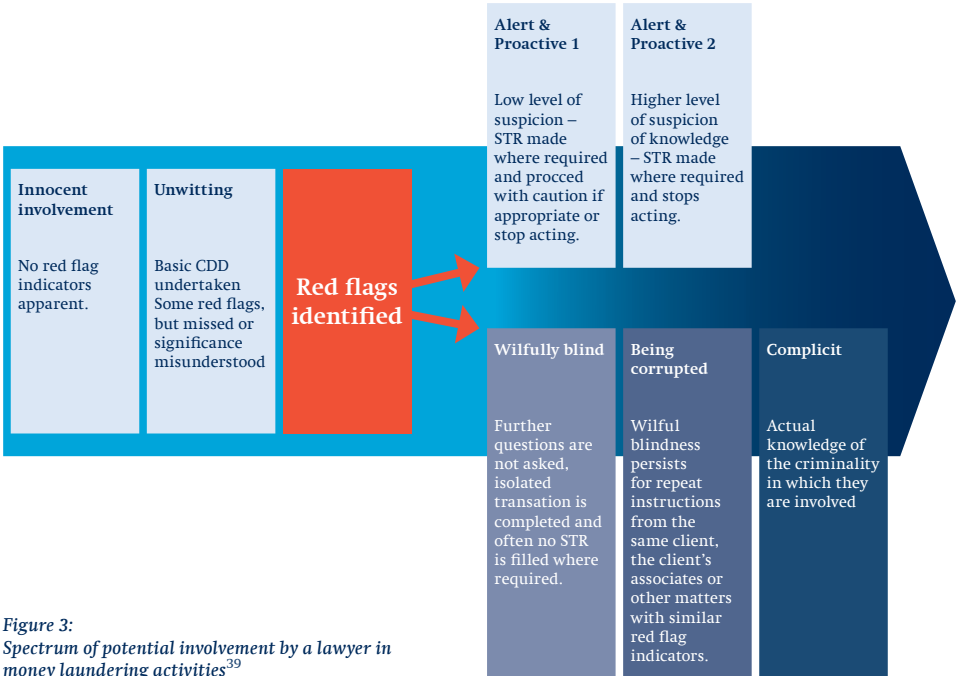 Innocent
involvement
No red flag
indicators
apparent.
Unwitting
Basic CDD
undertaken
Some red flags,
but missed or
significance
misunderstood
Red flags
identified
Alert &
Proactive 1
Low level of
suspicion –
STR made
where required
and procced
with caution if
appropriate or
stop acting.
Alert &
Proactive 2
Higher level
of suspicion
of knowledge
– STR made
where required
and stops
acting.
Wilfully blind
Further
questions are
not asked,
isolated
transation is
completed and
often no STR
is filled where
required.
Being
corrupted
Wilful
blindness
persists
for repeat
instructions
from the
same client,
the client’s
associates or
other matters
with similar
red flag
indicators.
Complicit
Actual
knowledge of
the criminality
in which they
are involved
Figure 3:
Spectrum of potential involvement by a lawyer in
money laundering activities39